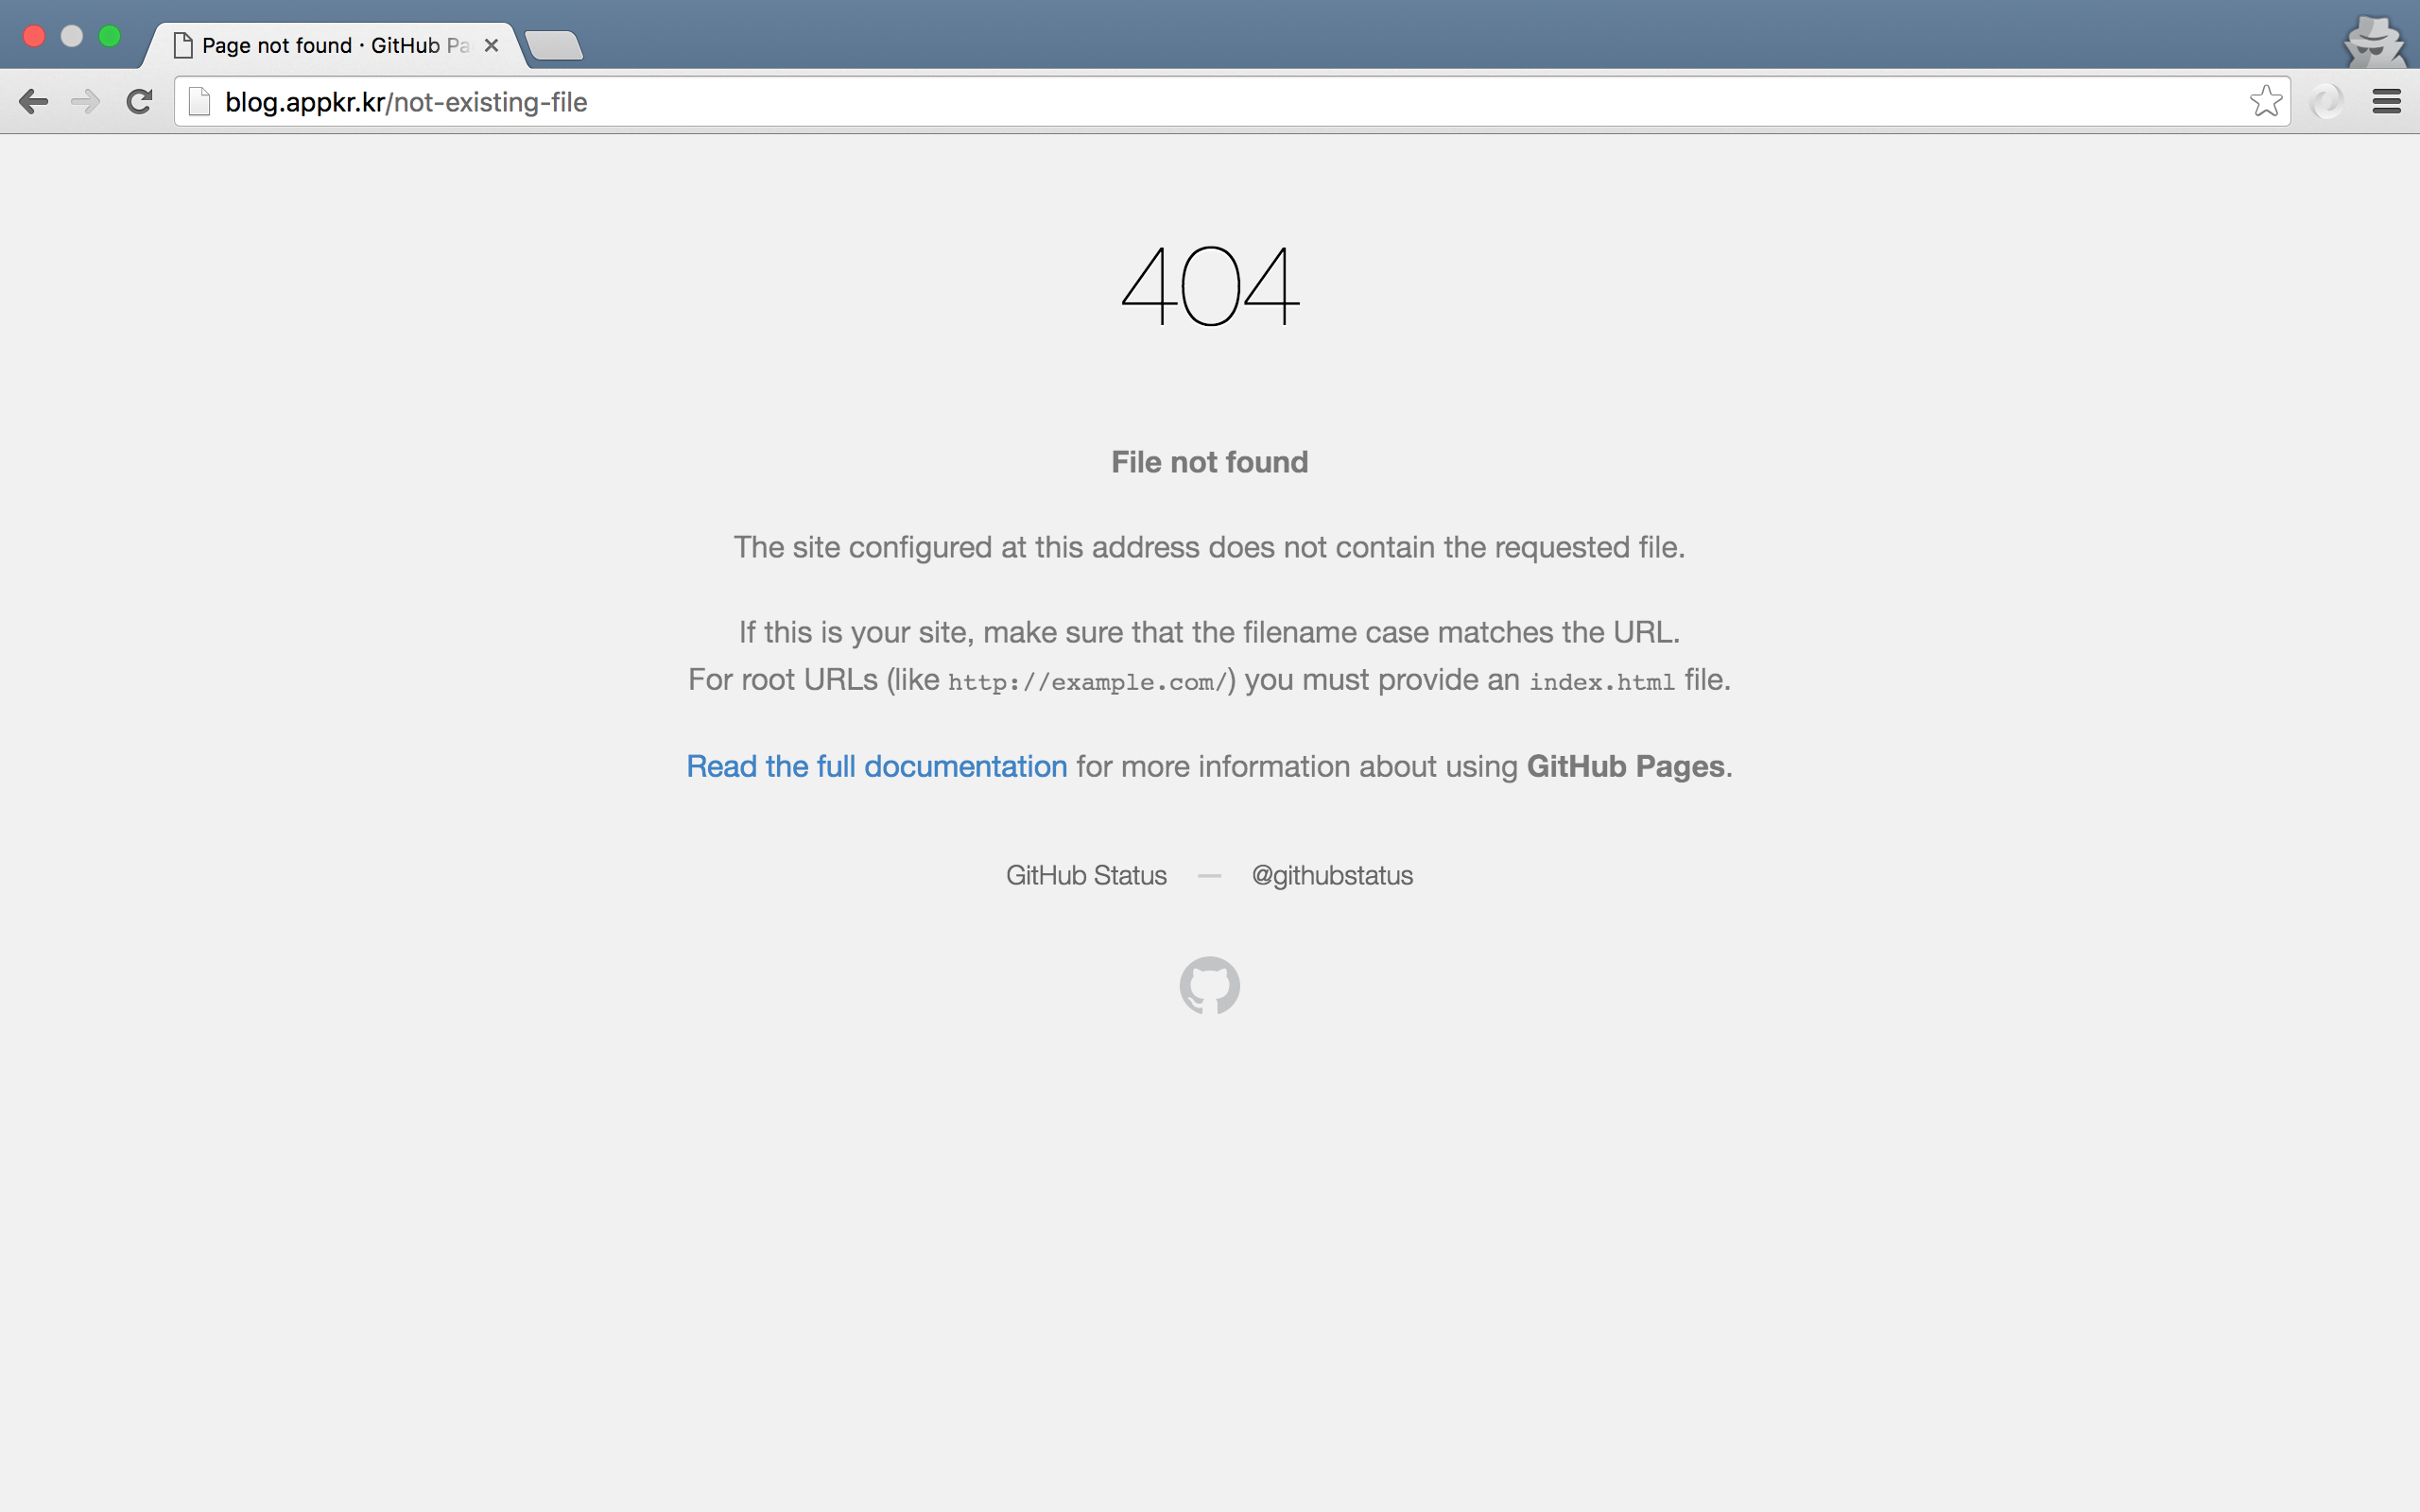 Page not found · GitHub Pa
blog.appkr.kr/not-existing-file
404
File not found
The site configured at this address does not contain the requested file.
If this is your site, make sure that the filename case matches the URL.
For root URLs (like http://example.com/) you must provide an index.html file.
Read the full documentation for more information about using GitHub Pages.
GitHub Status — @githubstatus